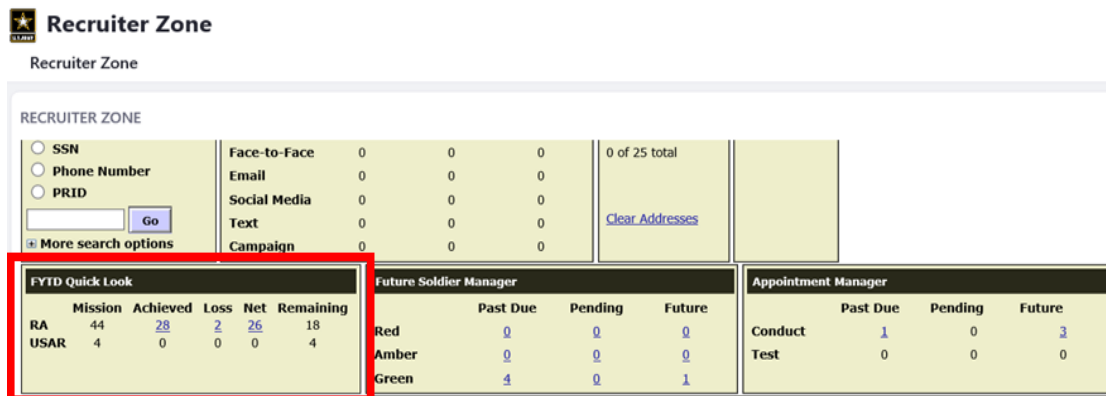 Recruiter Zone
Recruiter Zone
RECRUITER ZONE
SSN
Phone Number
PRID
Go
More search options
Face-to-Face 0 0 0
Email 0 0 0
Social Media 0 0 0
Text 0 0 0
Campaign 0 0 0
0 of 25 total
Clear Addresses
FYTD Quick Look
Mission Achieved Loss Net Remaining
RA 44 28 2 26 18
USAR 4 0 0 0 4
Future Soldier Manager
Past Due Pending Future
Red 0 0 0
Amber 0 0 0
Green 4 0 1
Appointment Manager
Past Due Pending Future
Conduct 1 0 3
Test 0 0 0